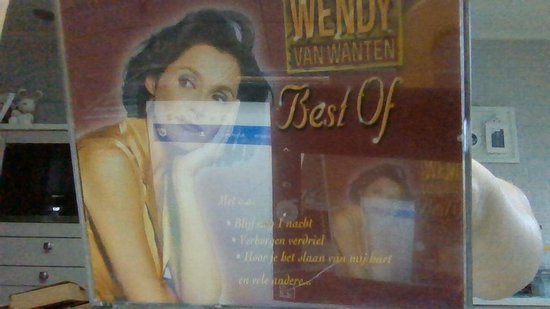 WENDY
VAN WANTEN
Best Of
Met o.a.
• Blijf nog 1 nacht
• Verborgen verdriet
• Hoor je het slaan van mijn hart
en vele andere...